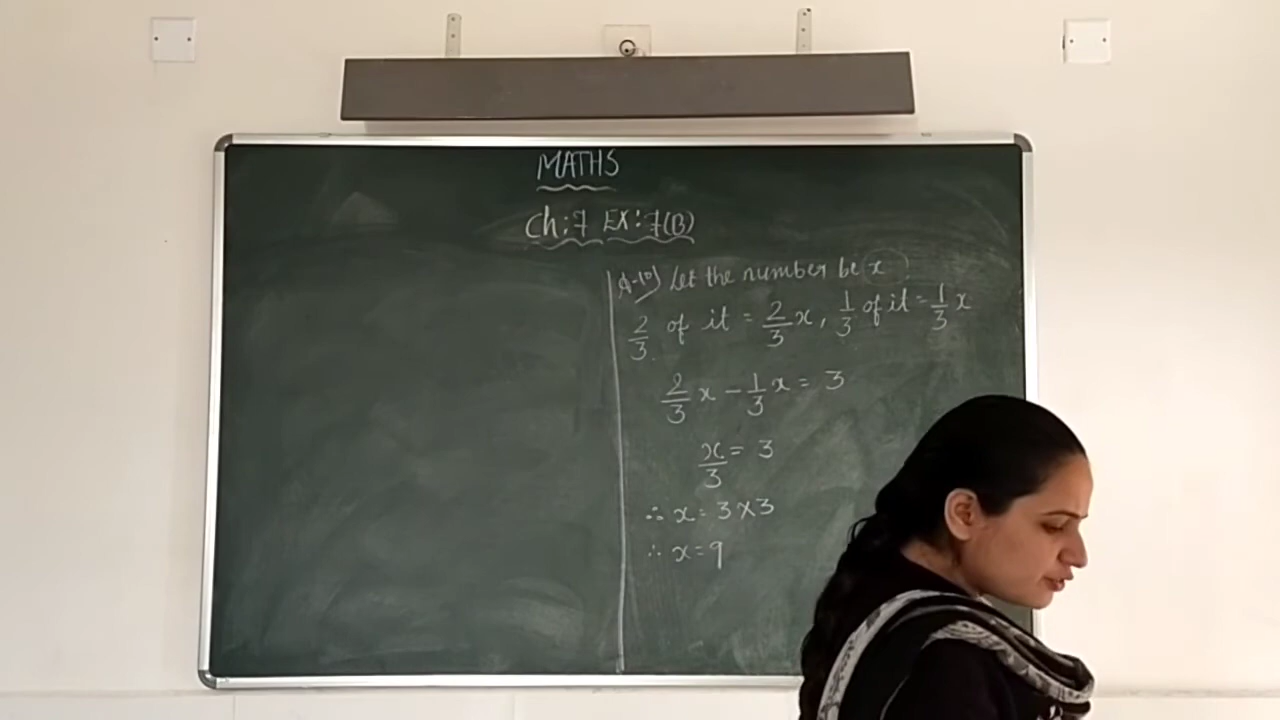 MATHS
Ch:7 EX:7(B)
Q-10) Let the number be x
2/3 of it = 2/3 x, 1/3 of it = 1/3 x
2/3 x - 1/3 x = 3
x/3 = 3
∴ x = 3×3
∴ x = 9